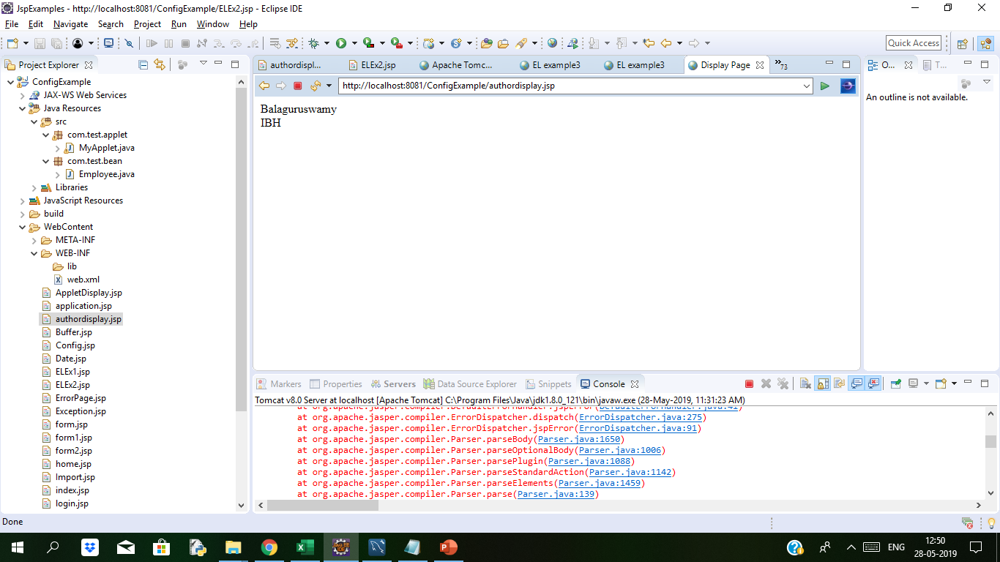 JspExamples - http://localhost:8081/ConfigExample/ELEx2.jsp - Eclipse IDE
File Edit Navigate Search Project Run Window Help
Quick Access
Project Explorer
authordispl... ELEx2.jsp Apache Tomc... EL example3 EL example3 Display Page 73
O... T...
http://localhost:8081/ConfigExample/authordisplay.jsp
An outline is not available.
Balaguruswamy
IBH
ConfigExample
JAX-WS Web Services
Java Resources
src
com.test.applet
MyApplet.java
com.test.bean
Employee.java
Libraries
JavaScript Resources
build
WebContent
META-INF
WEB-INF
lib
web.xml
AppletDisplay.jsp
application.jsp
authordisplay.jsp
Buffer.jsp
Config.jsp
Date.jsp
ELEx1.jsp
ELEx2.jsp
ErrorPage.jsp
Exception.jsp
form.jsp
form1.jsp
form2.jsp
home.jsp
Import.jsp
index.jsp
login.jsp
Markers Properties Servers Data Source Explorer Snippets Console
Tomcat v8.0 Server at localhost [Apache Tomcat] C:\Program Files\Java\jdk1.8.0_121\bin\javaw.exe (28-May-2019, 11:31:23 AM)
at org.apache.jasper.compiler.DefaultErrorHandler.jspError(DefaultErrorHandler.java:41)
at org.apache.jasper.compiler.ErrorDispatcher.dispatch(ErrorDispatcher.java:275)
at org.apache.jasper.compiler.ErrorDispatcher.jspError(ErrorDispatcher.java:91)
at org.apache.jasper.compiler.Parser.parseBody(Parser.java:1650)
at org.apache.jasper.compiler.Parser.parseOptionalBody(Parser.java:1006)
at org.apache.jasper.compiler.Parser.parsePlugin(Parser.java:1088)
at org.apache.jasper.compiler.Parser.parseStandardAction(Parser.java:1142)
at org.apache.jasper.compiler.Parser.parseElements(Parser.java:1459)
at org.apache.jasper.compiler.Parser.parse(Parser.java:139)
Done
ENG
12:50
28-05-2019